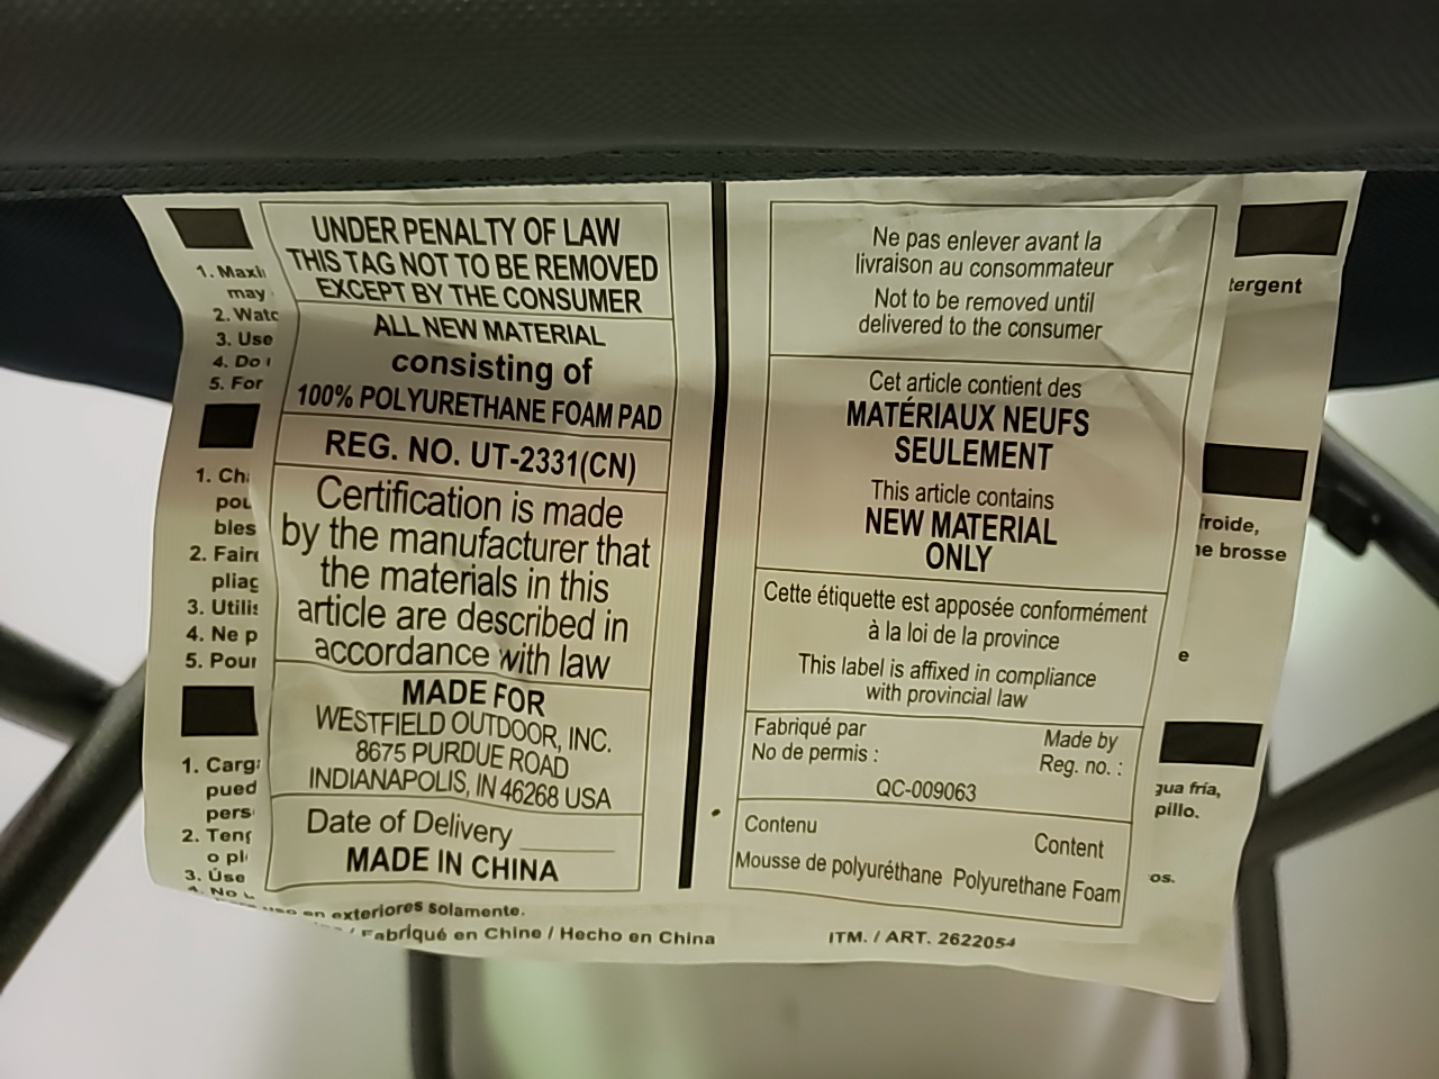 UNDER PENALTY OF LAW
THIS TAG NOT TO BE REMOVED
EXCEPT BY THE CONSUMER
ALL NEW MATERIAL
consisting of
100% POLYURETHANE FOAM PAD
REG. NO. UT-2331(CN)
Certification is made
by the manufacturer that
the materials in this
article are described in
accordance with law
MADE FOR
WESTFIELD OUTDOOR, INC.
8675 PURDUE ROAD
INDIANAPOLIS, IN 46268 USA
Date of Delivery
MADE IN CHINA
Ne pas enlever avant la
livraison au consommateur
Not to be removed until
delivered to the consumer
Cet article contient des
MATÉRIAUX NEUFS
SEULEMENT
This article contains
NEW MATERIAL
ONLY
Cette étiquette est apposée conformément
à la loi de la province
This label is affixed in compliance
with provincial law
Fabriqué par Made by
No de permis : Reg. no. :
QC-009063
Contenu Content
Mousse de polyuréthane Polyurethane Foam
1.
may
2.
3. Use
4. Do
5. For
1.
2.
3.
4. Ne
5. Pour
1.
2.
3. Use
4. No
froide,
brosse
fría,
en exteriores solamente.
/ Fabriqué en Chine / Hecho en China
ITM. / ART. 2622054